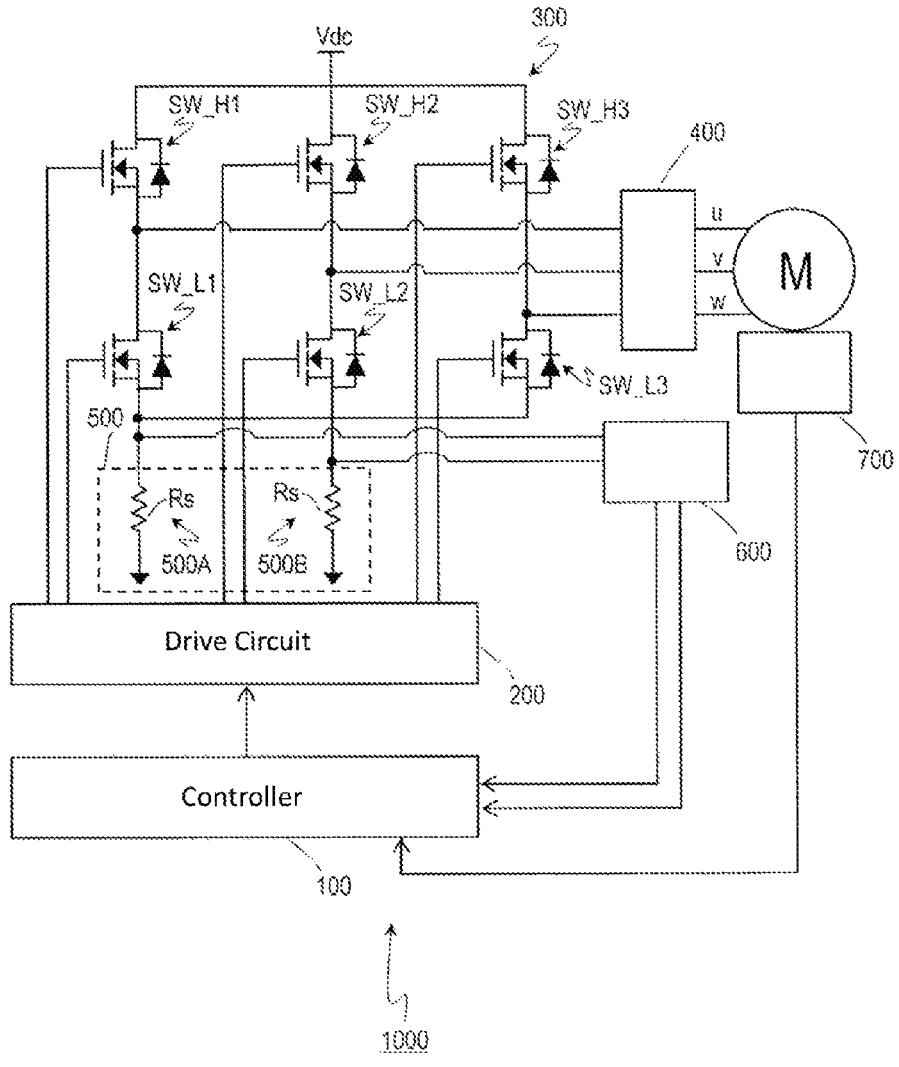 300
Vdc
SW_H1
SW_H2
SW_H3
400
u
v
w
M
SW_L1
SW_L2
SW_L3
500
700
Rs
Rs
500A
500B
600
Drive Circuit
200
Controller
100
1000